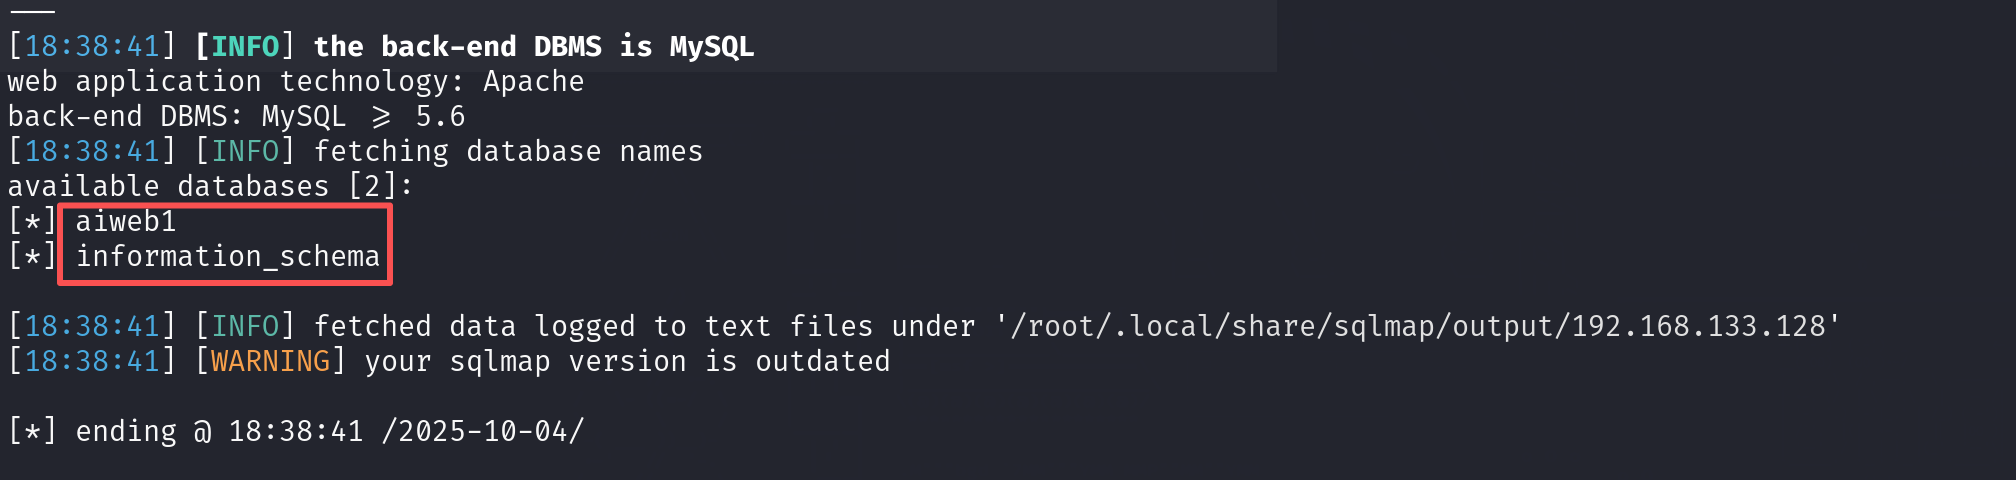 [18:38:41] [INFO] the back-end DBMS is MySQL
web application technology: Apache
back-end DBMS: MySQL ⩾ 5.6
[18:38:41] [INFO] fetching database names
available databases [2]:
[*] aiweb1
[*] information_schema
[18:38:41] [INFO] fetched data logged to text files under '/root/.local/share/sqlmap/output/192.168.133.128'
[18:38:41] [WARNING] your sqlmap version is outdated
[*] ending @ 18:38:41 /2025-10-04/